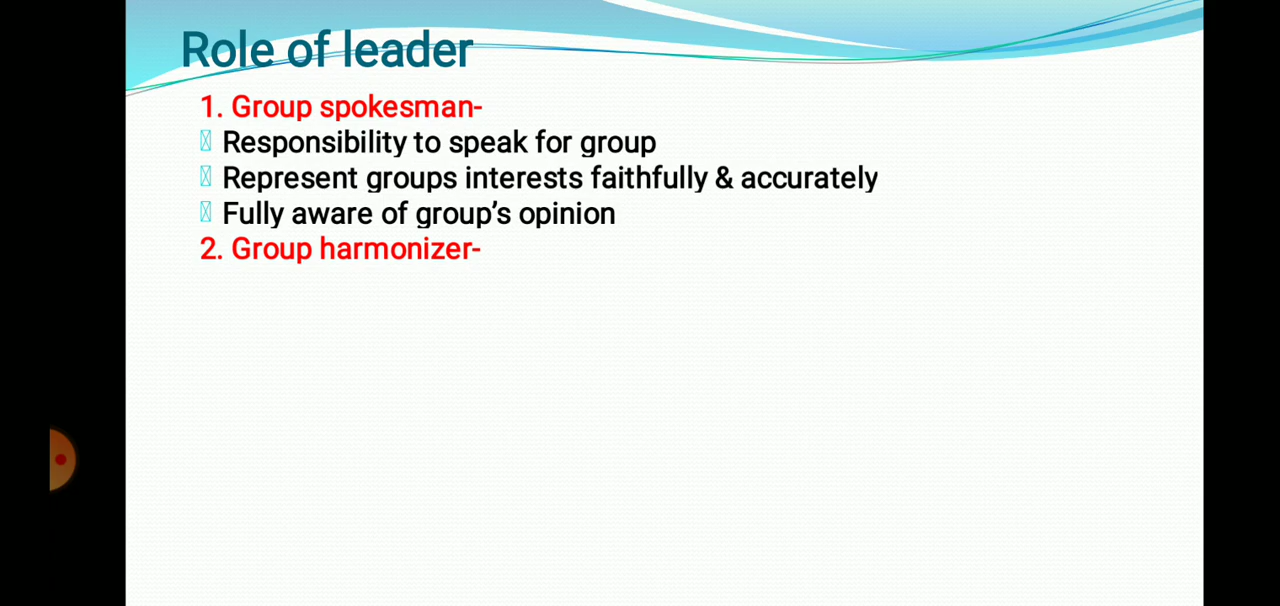 Role of leader
1. Group spokesman-
Responsibility to speak for group
Represent groups interests faithfully & accurately
Fully aware of group’s opinion
2. Group harmonizer-